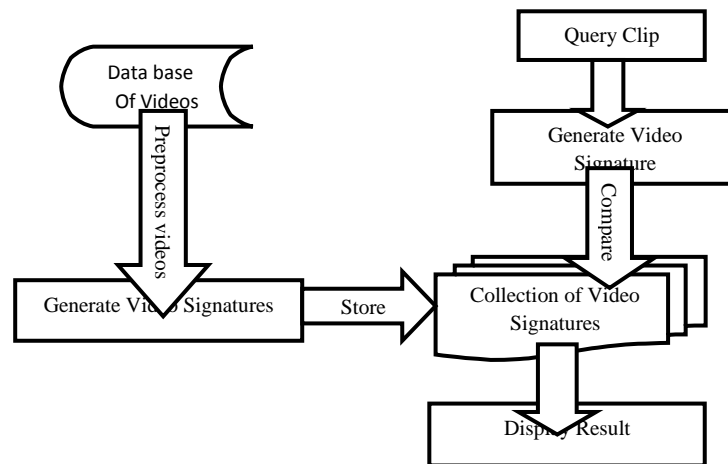 Data base
Of Videos
Preprocess videos
Generate Video Signatures
Store
Query Clip
Generate Video
Signature
Compare
Collection of Video
Signatures
Display Result